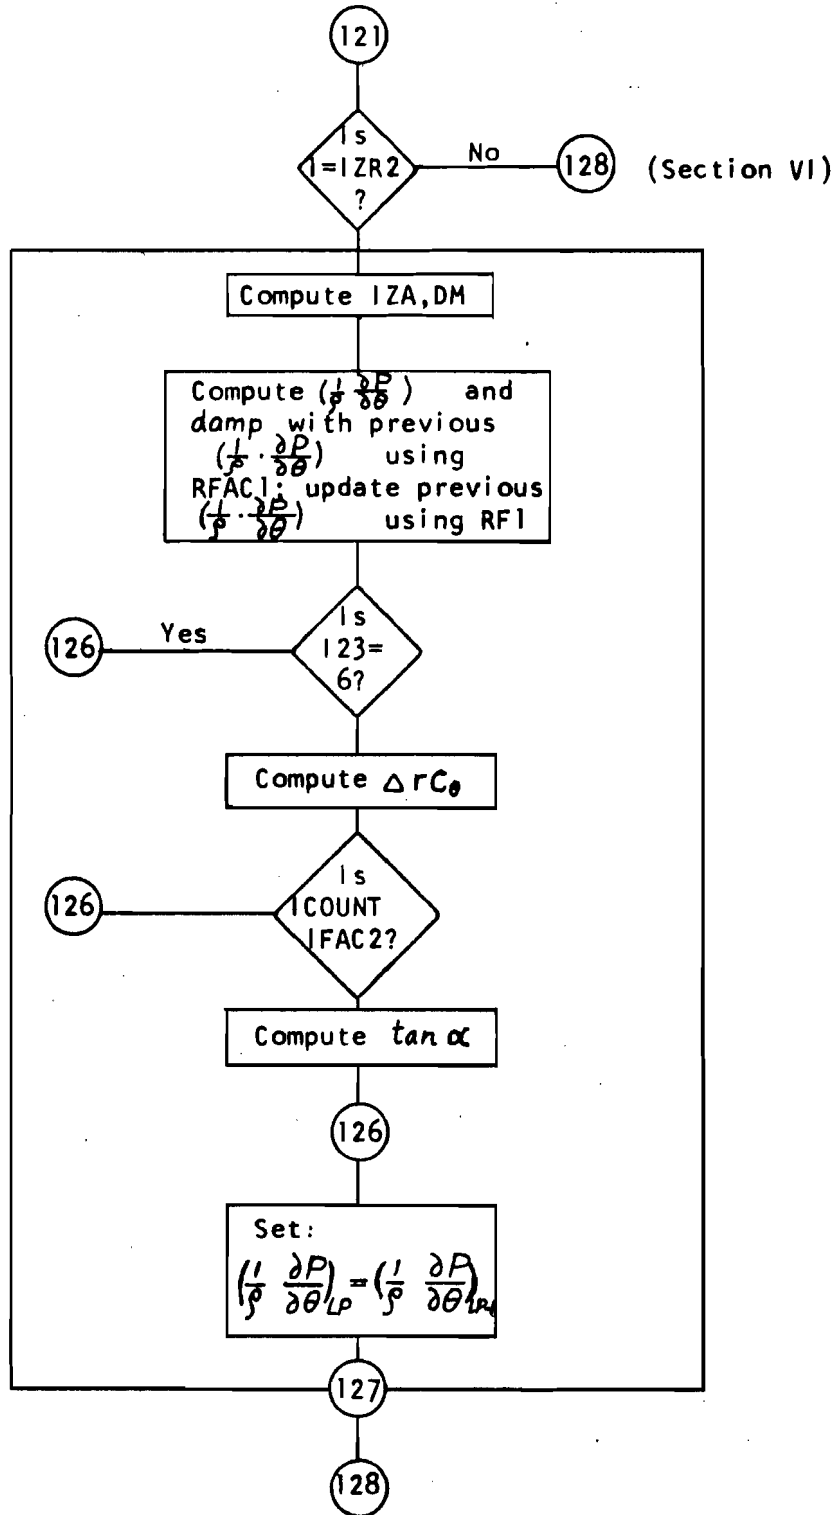 121
Is
I=IZR2
?
No
128
(Section VI)
Compute IZA,DM
Compute (1/ρ ∂P/∂θ) and
damp with previous
(1/ρ · ∂P/∂θ) using
RFAC1; update previous
(1/ρ · ∂P/∂θ) using RF1
Is
123=
6?
Yes
126
Compute Δ rCθ
Is
ICOUNT
IFAC2?
126
Compute tan α
126
Set:
(1/ρ ∂P/∂θ)LP = (1/ρ ∂P/∂θ)
127
128